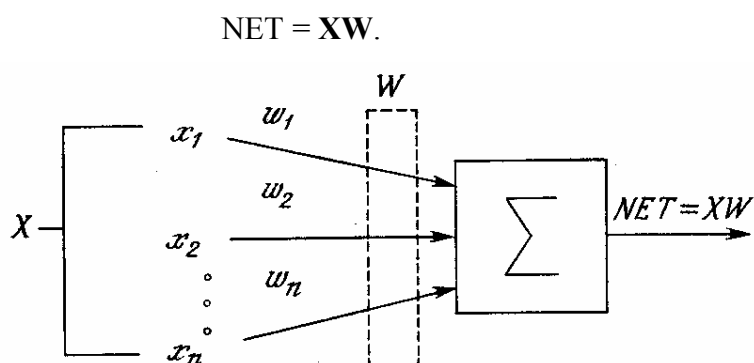 NET = XW.
W
x₁
w₁
w₂
X
Σ
NET=XW
x₂
wₙ
xₙ